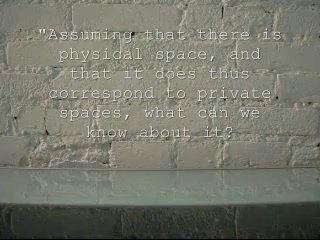 "Assuming that there is
physical space, and
that it does thus
correspond to private
spaces, what can we
know about it?